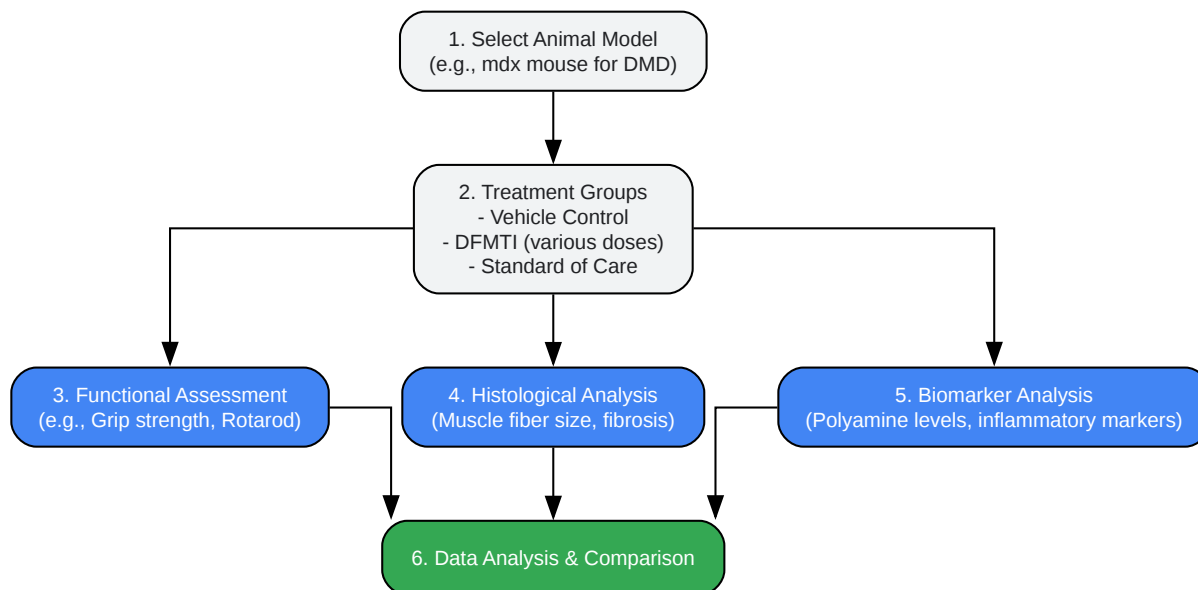 1. Select Animal Model
(e.g., mdx mouse for DMD)
2. Treatment Groups
- Vehicle Control
- DFMTI (various doses)
- Standard of Care
3. Functional Assessment
(e.g., Grip strength, Rotarod)
4. Histological Analysis
(Muscle fiber size, fibrosis)
5. Biomarker Analysis
(Polyamine levels, inflammatory markers)
6. Data Analysis & Comparison